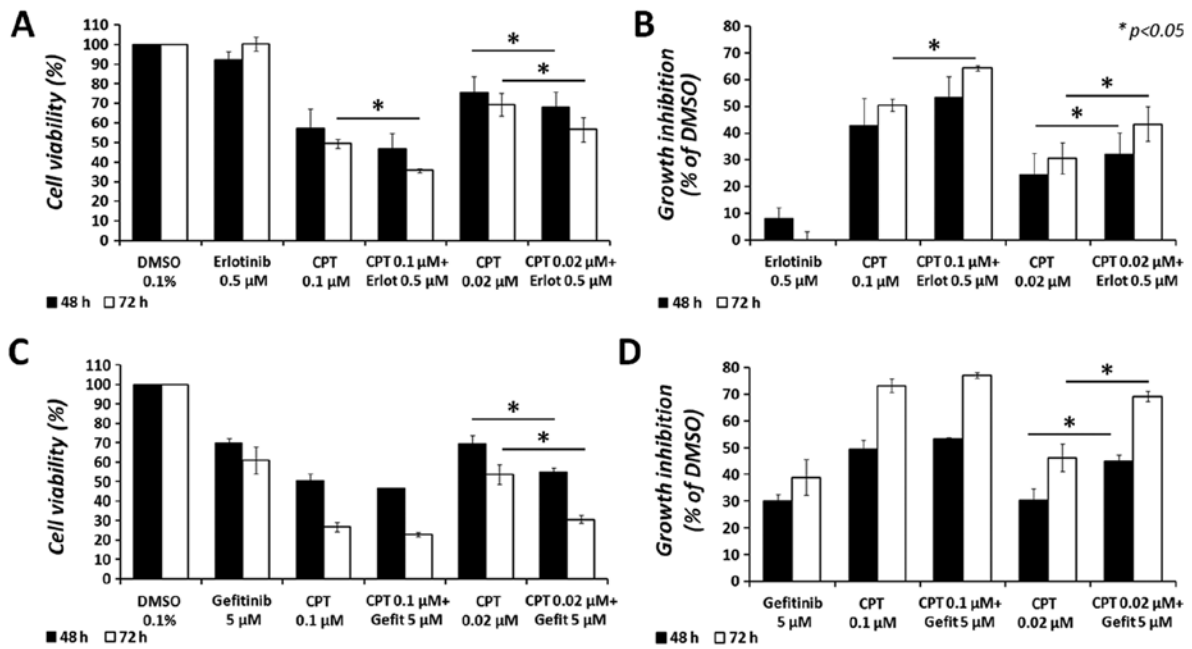 A
Cell viability (%)
110
100
90
80
70
60
50
40
30
20
10
0
* * *
DMSO 0.1%
Erlotinib 0.5 µM
CPT 0.1 µM
CPT 0.1 µM+ Erlot 0.5 µM
CPT 0.02 µM
CPT 0.02 µM+ Erlot 0.5 µM
48 h 72 h
B
* p<0.05
Growth inhibition
(% of DMSO)
80
70
60
50
40
30
20
10
0
* * *
Erlotinib 0.5 µM
CPT 0.1 µM
CPT 0.1 µM+ Erlot 0.5 µM
CPT 0.02 µM
CPT 0.02 µM+ Erlot 0.5 µM
48 h 72 h
C
Cell viability (%)
110
100
90
80
70
60
50
40
30
20
10
0
* *
DMSO 0.1%
Gefitinib 5 µM
CPT 0.1 µM
CPT 0.1 µM+ Gefit 5 µM
CPT 0.02 µM
CPT 0.02 µM+ Gefit 5 µM
48 h 72 h
D
Growth inhibition
(% of DMSO)
80
70
60
50
40
30
20
10
0
* *
Gefitinib 5 µM
CPT 0.1 µM
CPT 0.1 µM+ Gefit 5 µM
CPT 0.02 µM
CPT 0.02 µM+ Gefit 5 µM
48 h 72 h